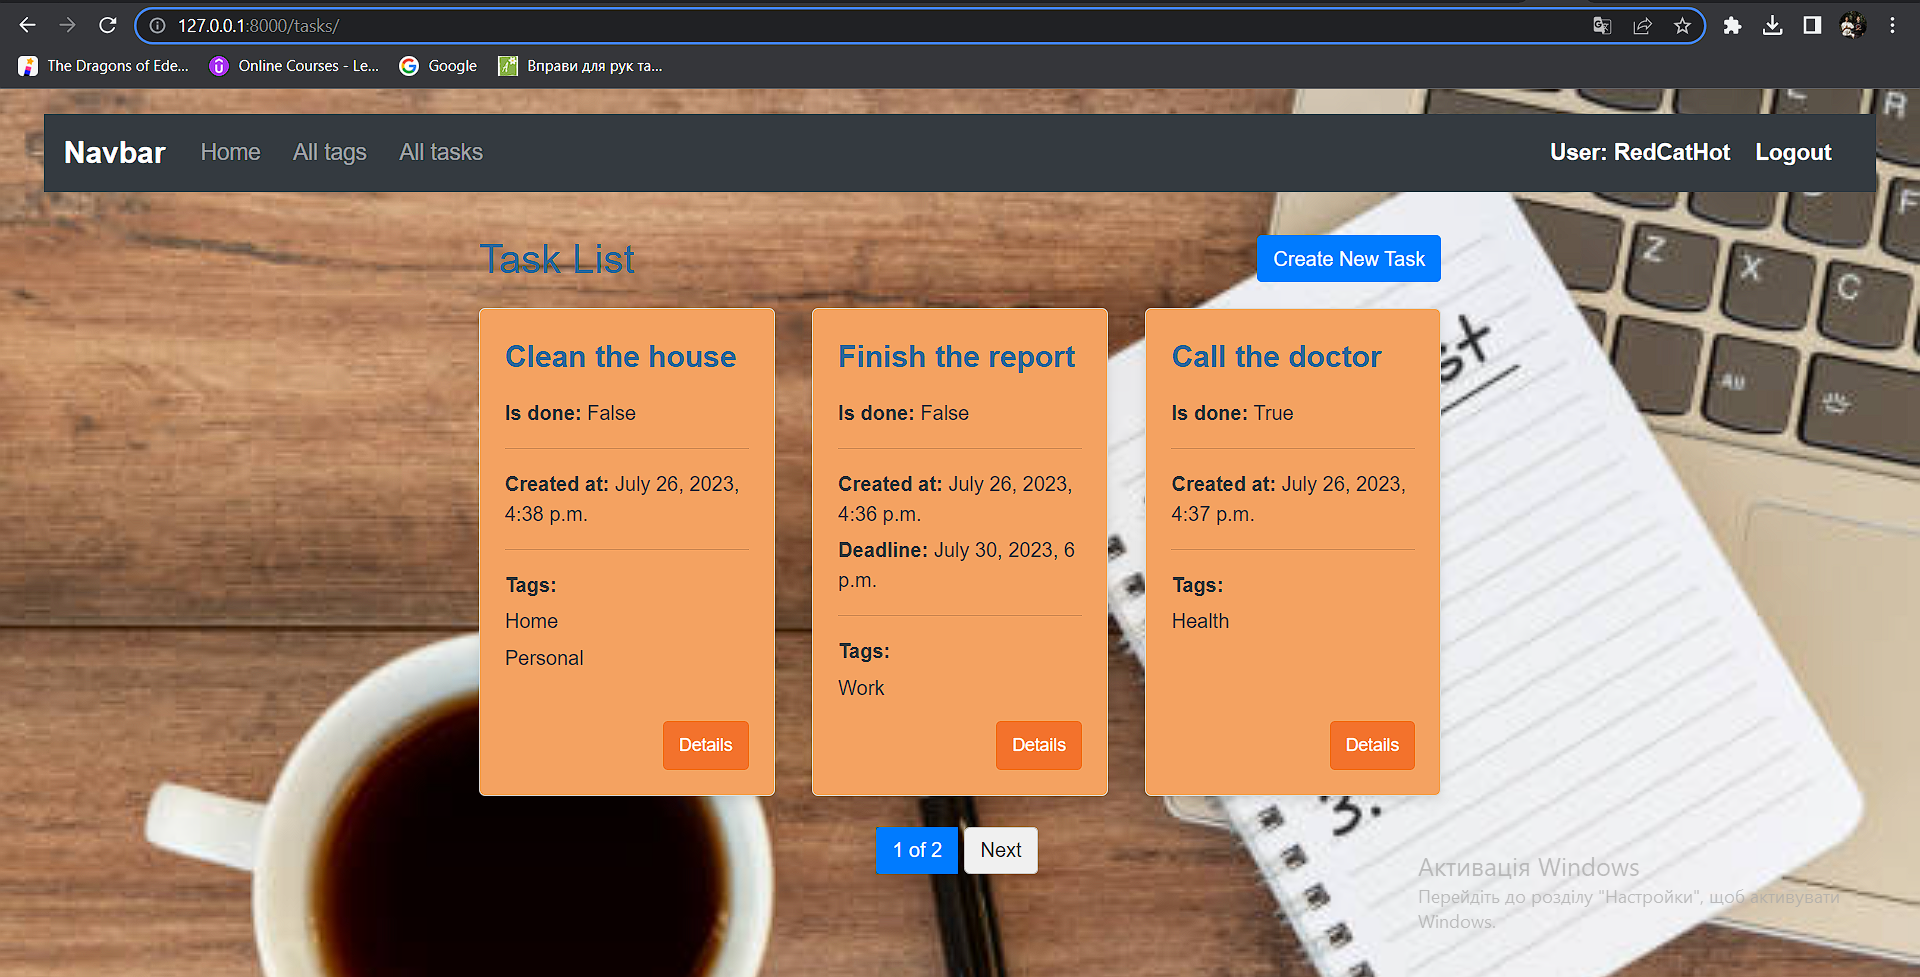 127.0.0.1:8000/tasks/
The Dragons of Ede... Online Courses - Le... Google Вправи для рук та...
Navbar Home All tags All tasks User: RedCatHot Logout
Task List Create New Task
Clean the house
Is done: False
Created at: July 26, 2023,
4:38 p.m.
Tags:
Home
Personal
Details
Finish the report
Is done: False
Created at: July 26, 2023,
4:36 p.m.
Deadline: July 30, 2023, 6
p.m.
Tags:
Work
Details
Call the doctor
Is done: True
Created at: July 26, 2023,
4:37 p.m.
Tags:
Health
Details
1 of 2 Next
R
F
Z
X
C
Alt
st
3.
Активація Windows
Перейдіть до розділу "Настройки", щоб активувати
Windows.